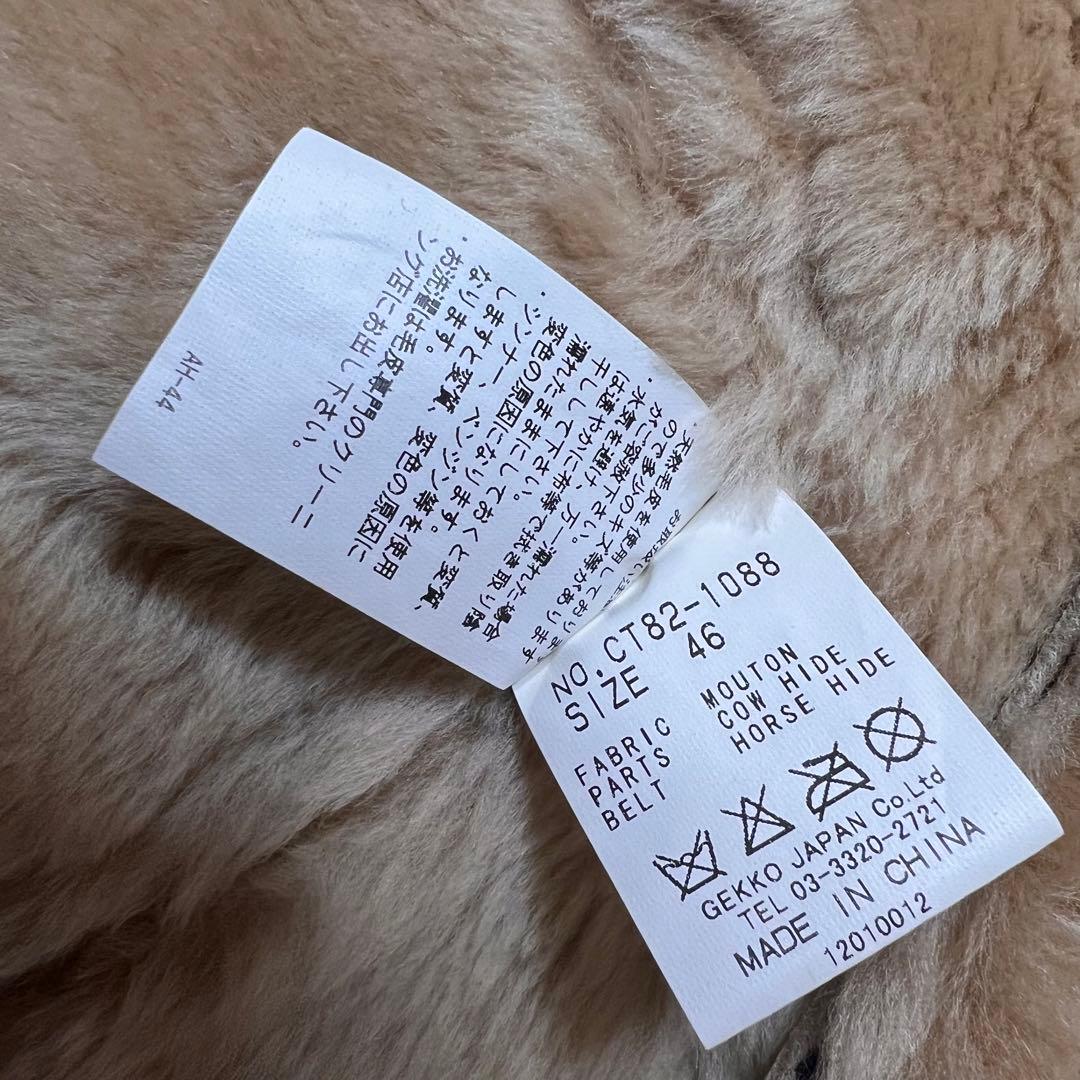 お取扱い注意
・天然毛皮を使用しております
がご容赦下さい。
ので多少のキズ等がありま
・水気を避け、万一濡れた場合
は速やかに布等で拭き取り陰
干しして下さい。
濡れたままにしておくと変質、
変色の原因になります。
・シンナー、ベンジン等を使用
しますと変質、変色の原因に
なります。
・お洗濯は毛皮専門のクリーニ
ング店にお出し下さい。
AH-44
NO.CT82-1088
SIZE 46
FABRIC MOUTON
PARTS COW HIDE
BELT HORSE HIDE
GEKKO JAPAN Co.Ltd
TEL 03-3320-2721
MADE IN CHINA
12010012